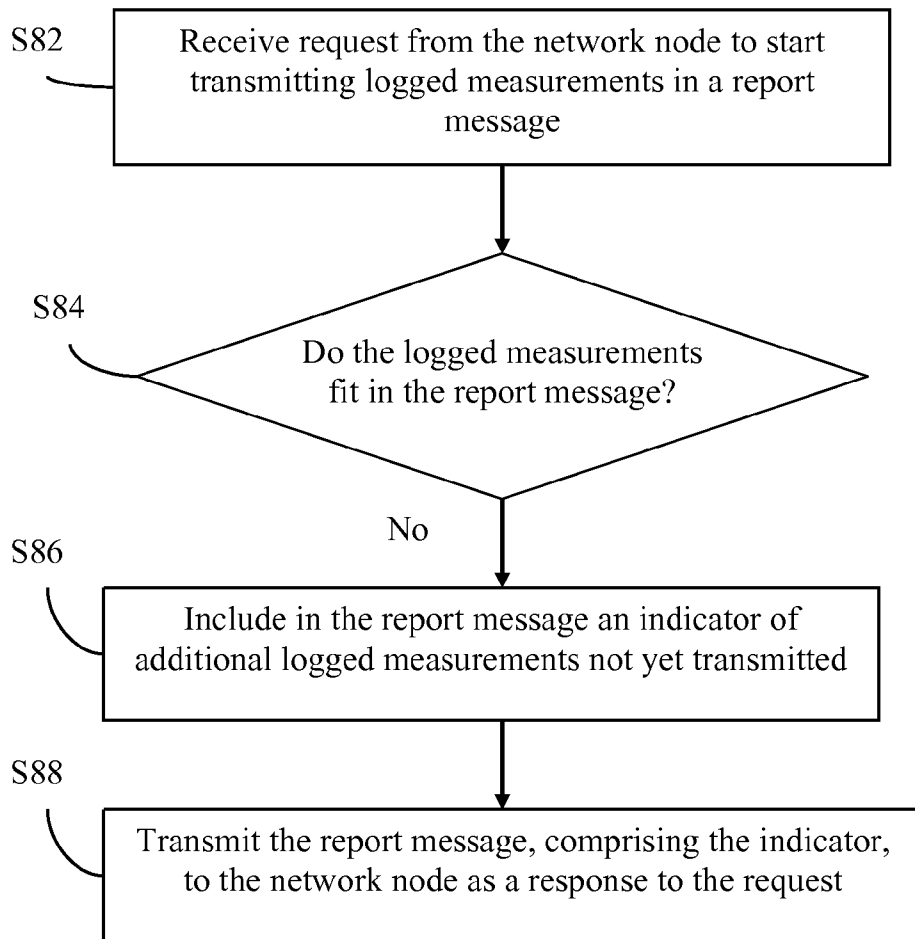 S82
Receive request from the network node to start
transmitting logged measurements in a report
message
S84
Do the logged measurements
fit in the report message?
No
S86
Include in the report message an indicator of
additional logged measurements not yet transmitted
S88
Transmit the report message, comprising the indicator,
to the network node as a response to the request